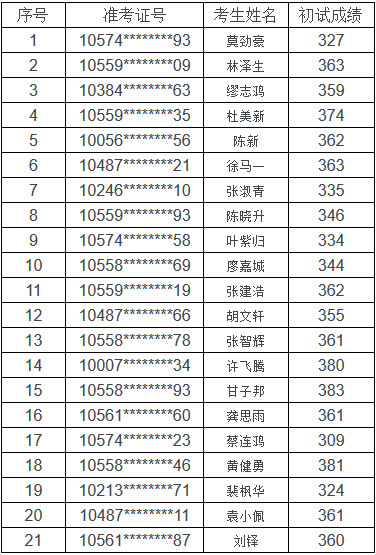 序号 准考证号 考生姓名 初试成绩
1 10574********93 莫劲豪 327
2 10559********09 林泽生 363
3 10384********63 缪志鸿 359
4 10559********35 杜美新 374
5 10056********56 陈新 362
6 10487********21 徐马一 363
7 10246********10 张淑青 335
8 10559********93 陈晓升 346
9 10574********58 叶紫归 334
10 10558********69 廖嘉城 344
11 10559********19 张建洁 362
12 10487********66 胡文轩 355
13 10558********78 张智辉 361
14 10007********34 许飞腾 380
15 10558********93 甘子邦 383
16 10561********60 龚思雨 361
17 10574********23 蔡连鸿 309
18 10558********46 黄健勇 381
19 10213********71 裴枫华 324
20 10487********11 袁小佩 361
21 10561********87 刘铎 360